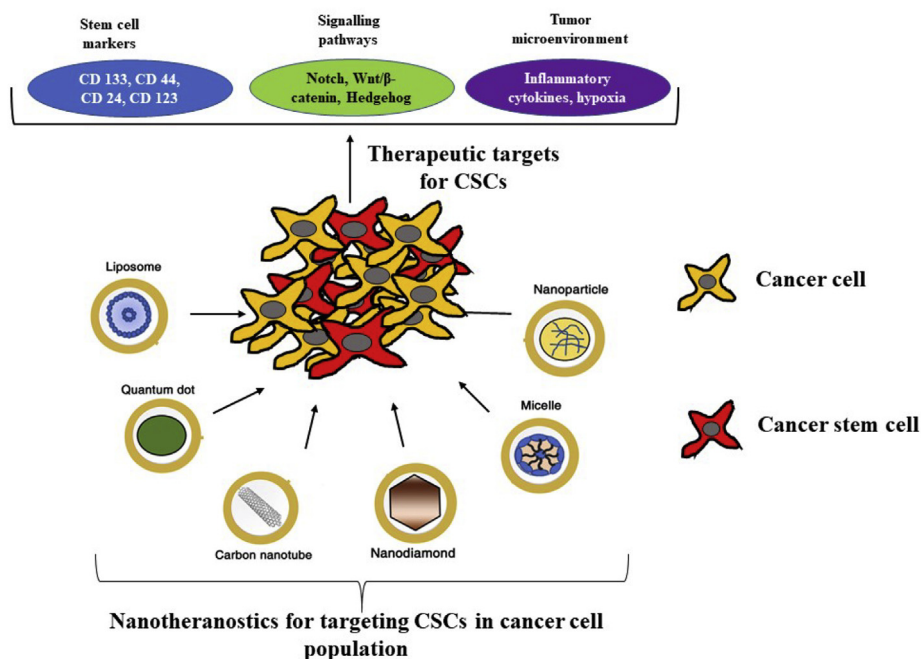 Stem cell
markers
Signalling
pathways
Tumor
microenvironment
CD 133, CD 44,
CD 24, CD 123
Notch, Wnt/β-
catenin, Hedgehog
Inflammatory
cytokines, hypoxia
Therapeutic targets
for CSCs
Liposome
Nanoparticle
Cancer cell
Quantum dot
Micelle
Cancer stem cell
Carbon nanotube
Nanodiamond
Nanotheranostics for targeting CSCs in cancer cell
population